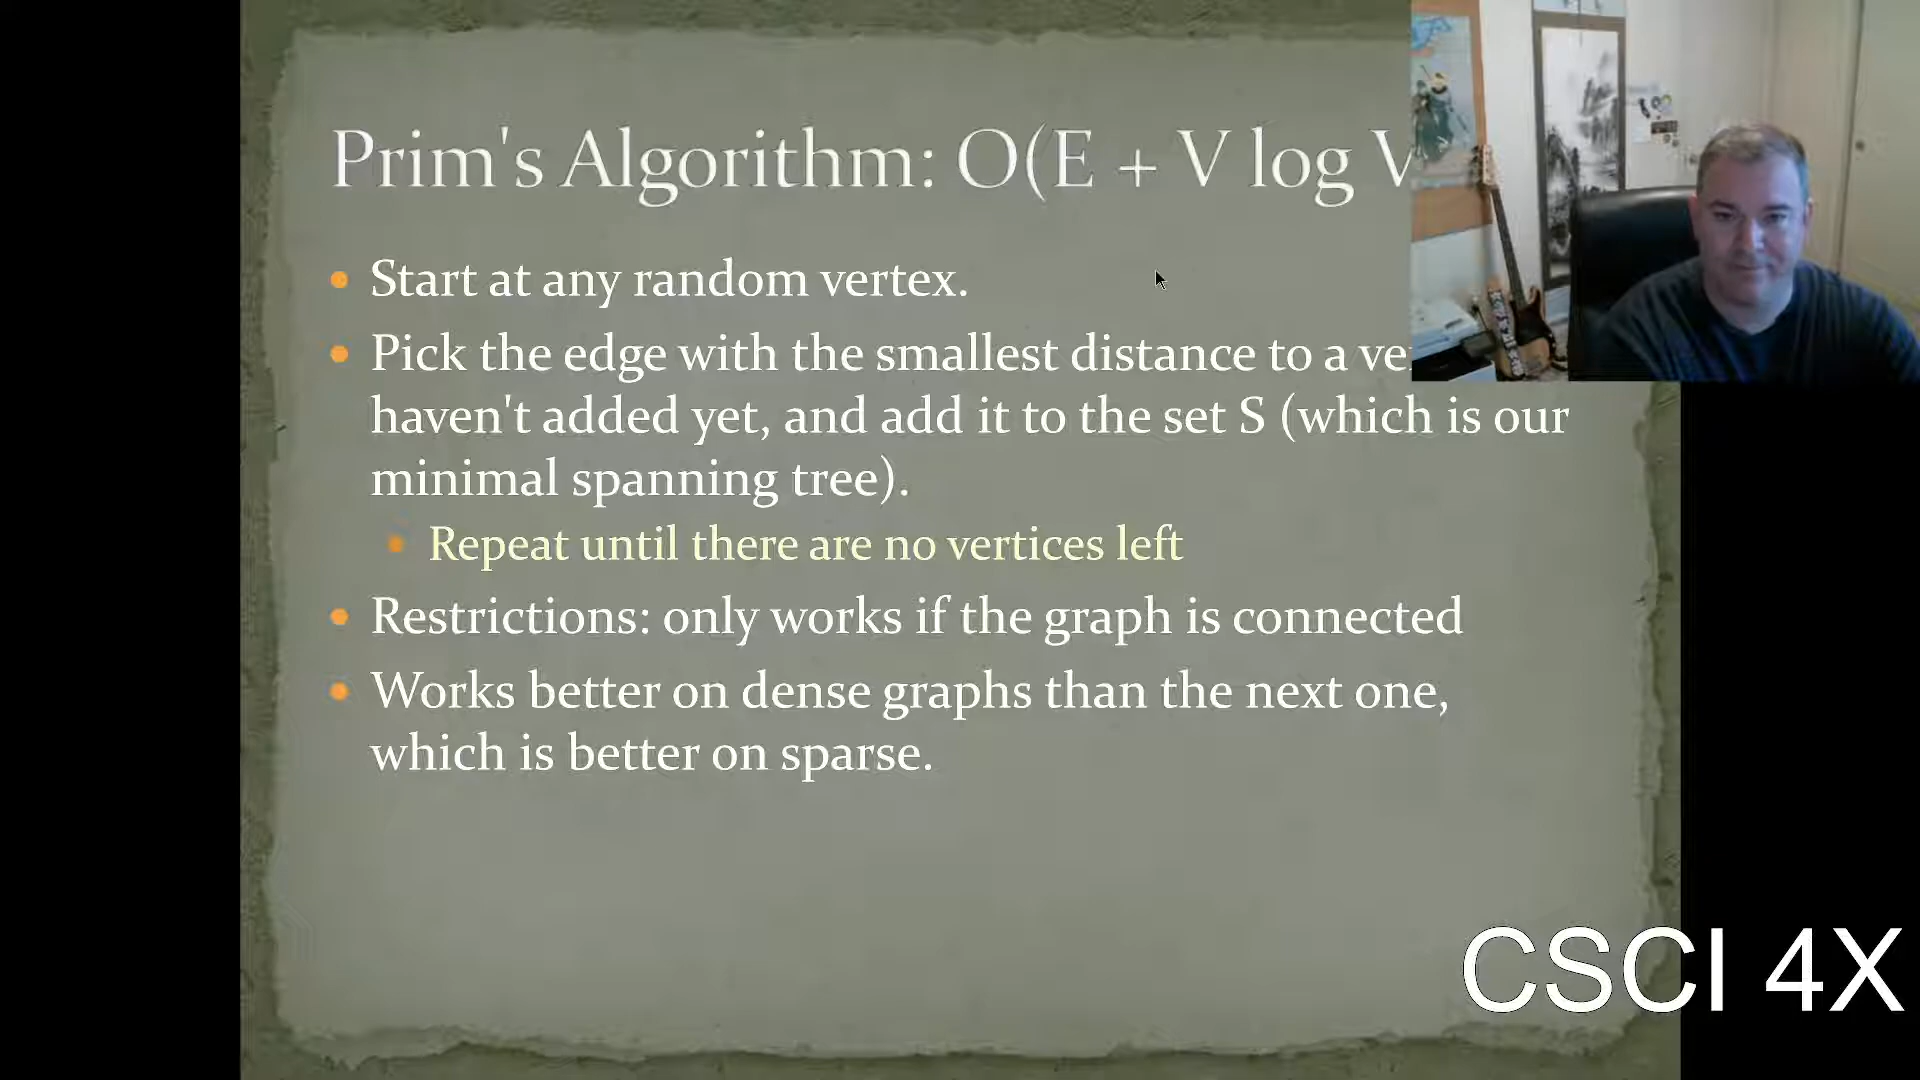 Prim's Algorithm: O(E + V log V
Start at any random vertex.
Pick the edge with the smallest distance to a
haven't added yet, and add it to the set S (which is our
minimal spanning tree).
Repeat until there are no vertices left
Restrictions: only works if the graph is connected
Works better on dense graphs than the next one,
which is better on sparse.
CSCI 4X